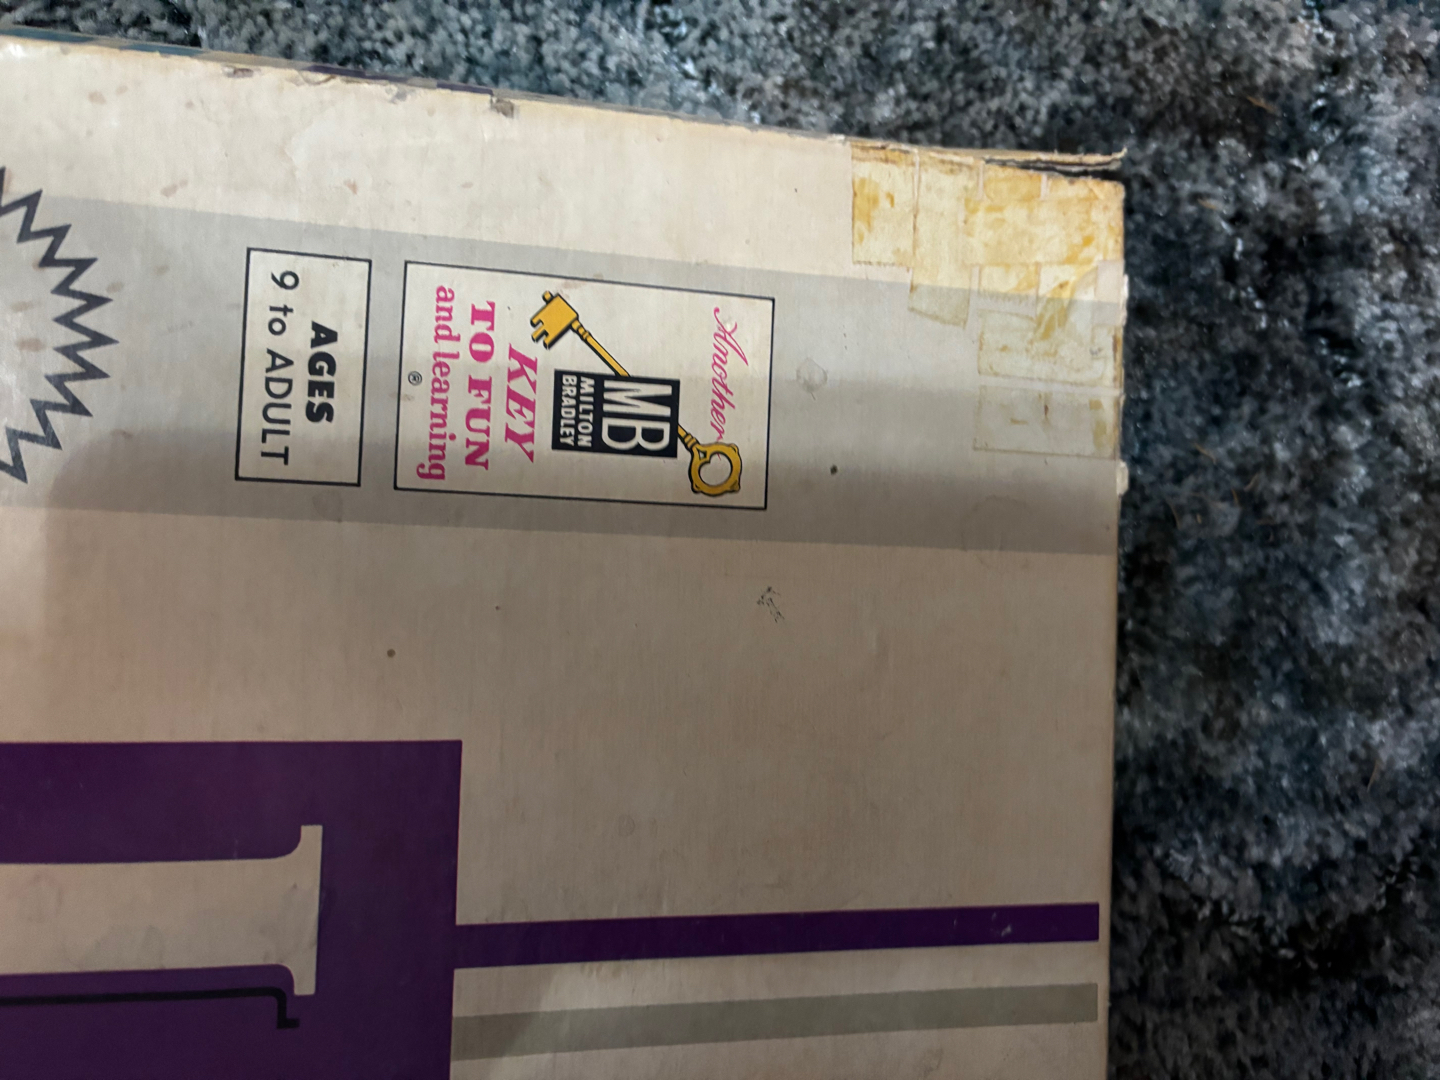 Another
MB
MILTON
BRADLEY
KEY
TO FUN
and learning
®
AGES
9 to ADULT